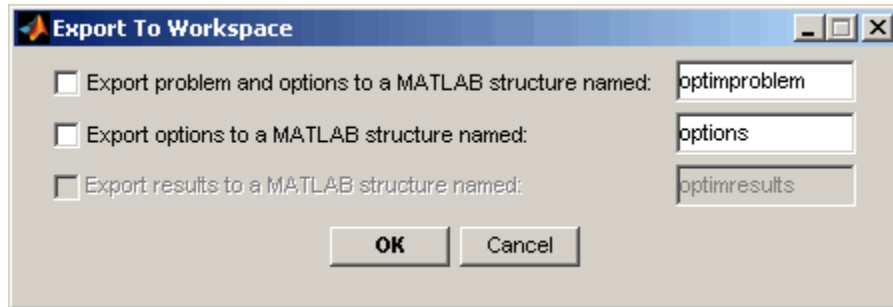 Export To Workspace
Export problem and options to a MATLAB structure named: optimproblem
Export options to a MATLAB structure named: options
Export results to a MATLAB structure named: optimresults
OK Cancel